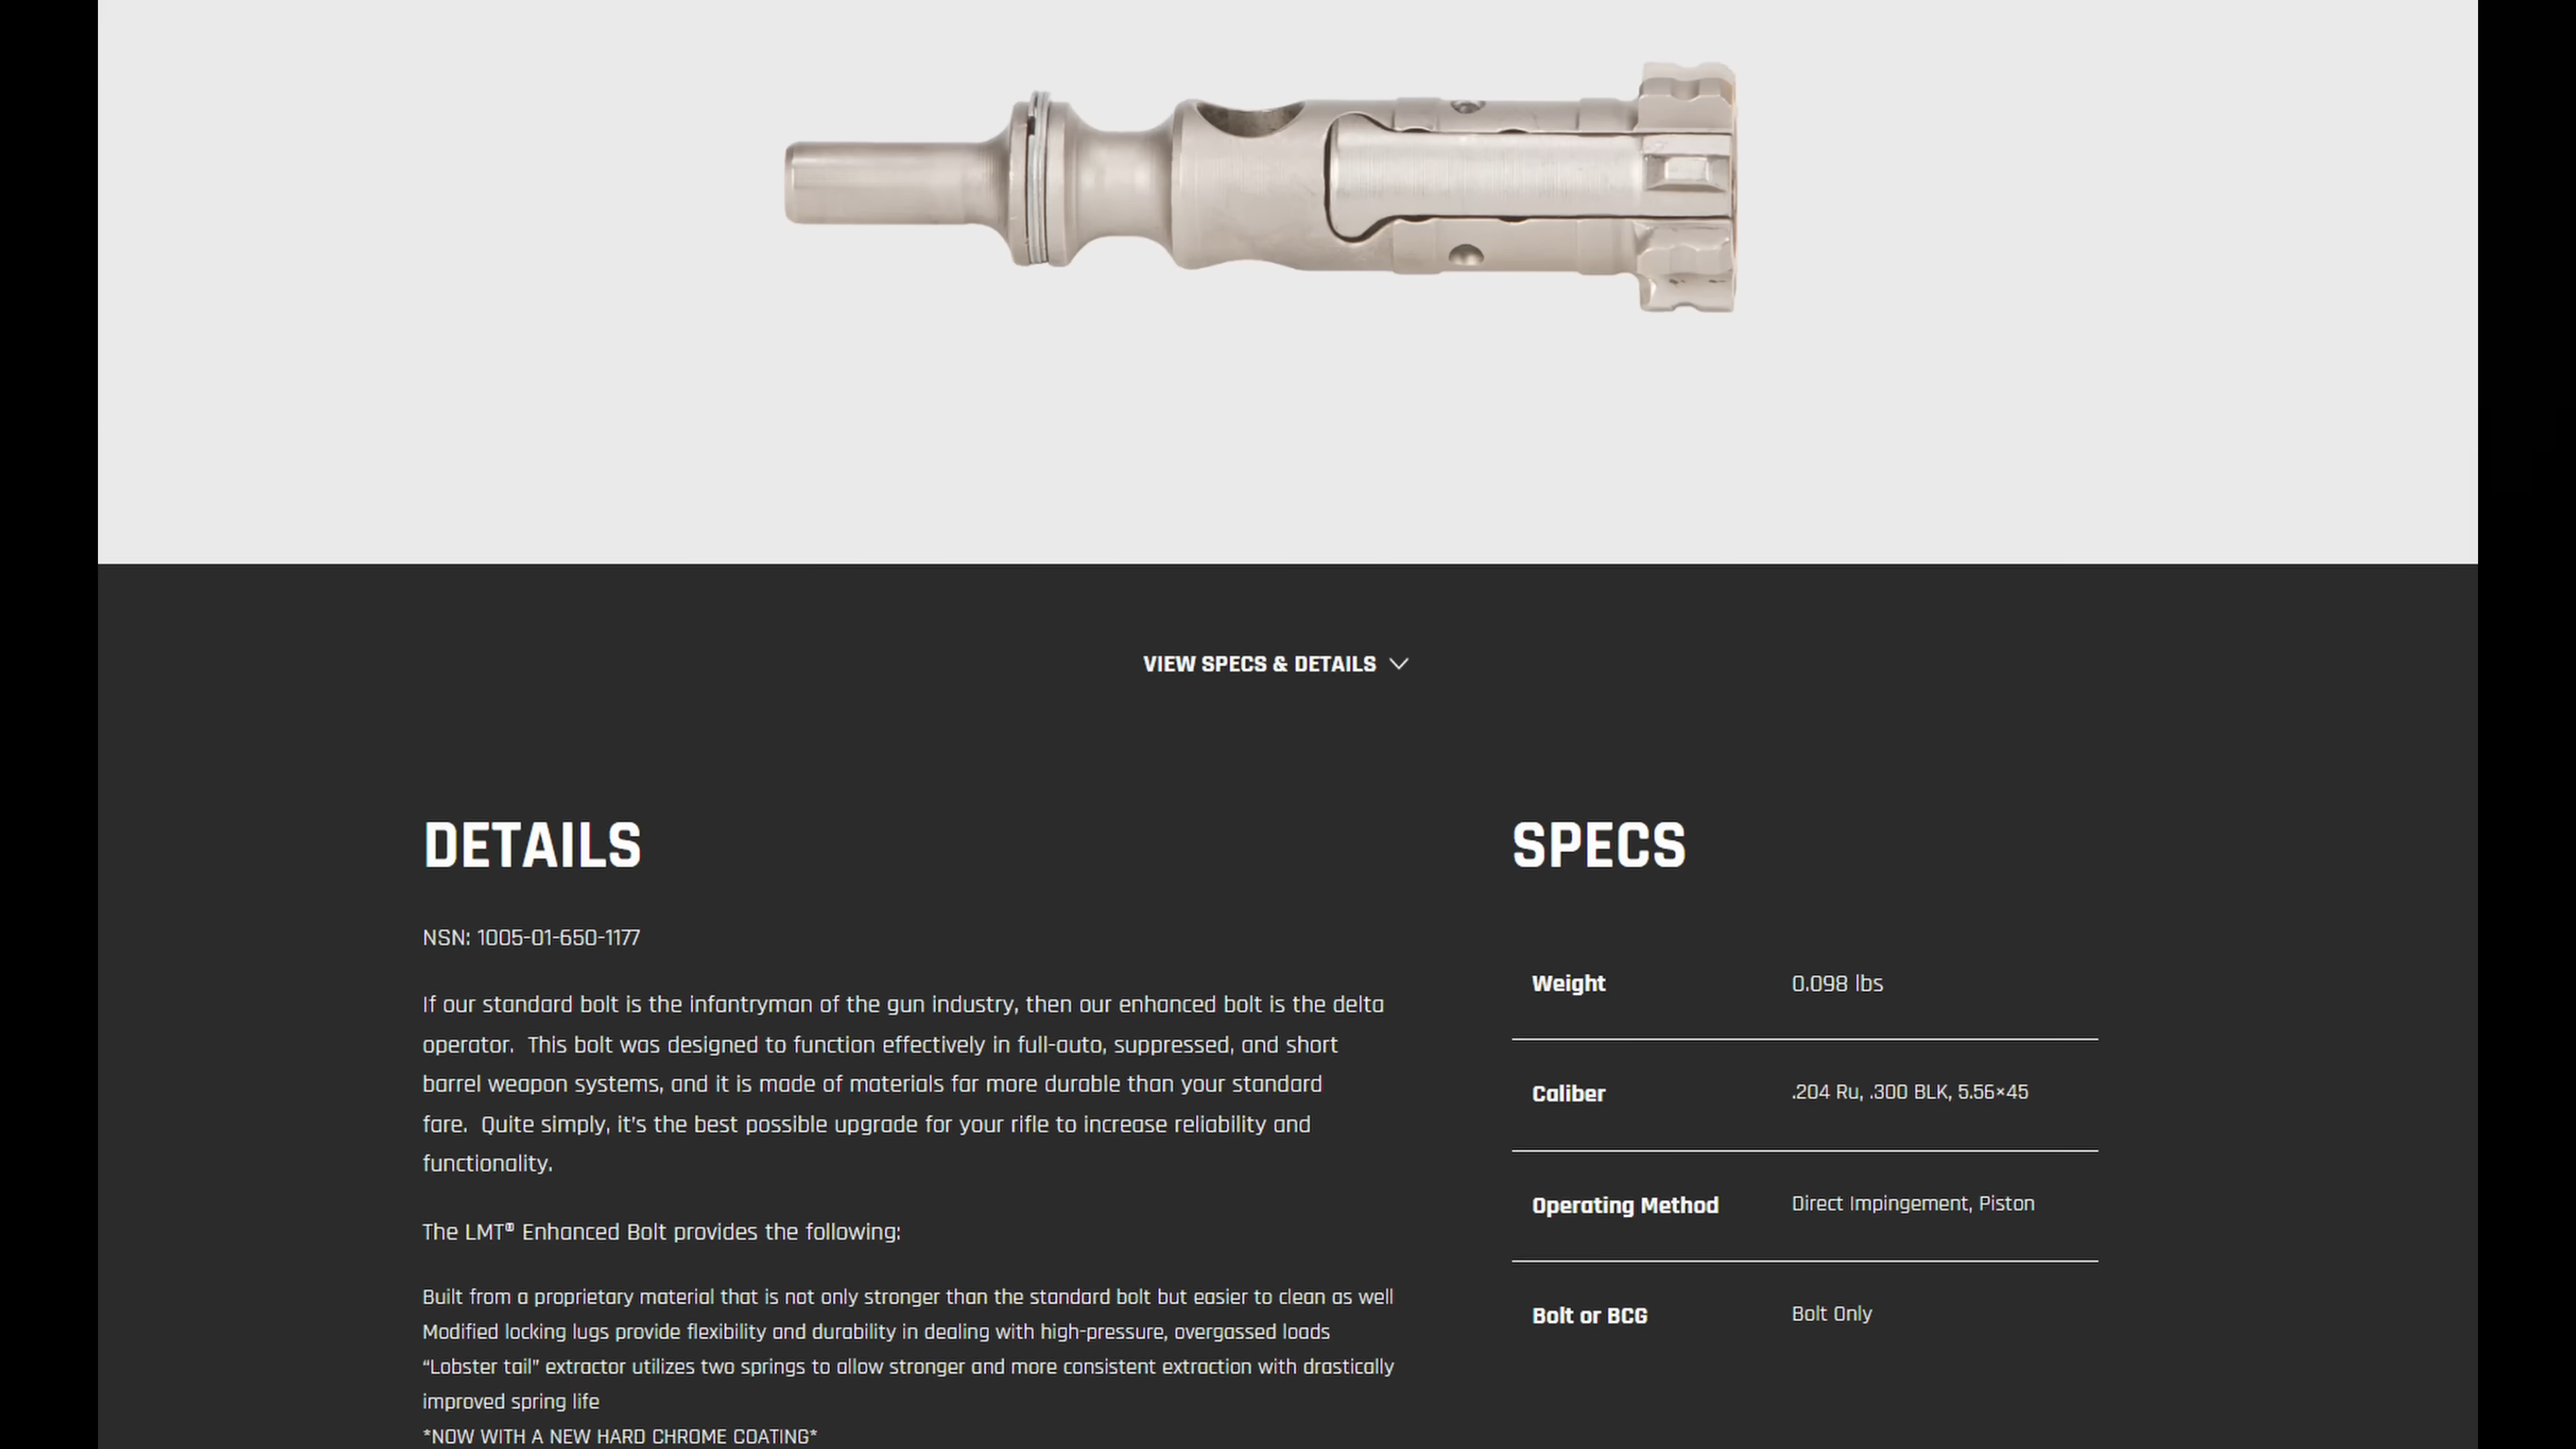 VIEW SPECS & DETAILS
DETAILS
NSN: 1005-01-650-1177
If our standard bolt is the infantryman of the gun industry, then our enhanced bolt is the delta
operator.  This bolt was designed to function effectively in full-auto, suppressed, and short
barrel weapon systems, and it is made of materials far more durable than your standard
fare.  Quite simply, it’s the best possible upgrade for your rifle to increase reliability and
functionality.
The LMT® Enhanced Bolt provides the following:
Built from a proprietary material that is not only stronger than the standard bolt but easier to clean as well
Modified locking lugs provide flexibility and durability in dealing with high-pressure, overgassed loads
“Lobster tail” extractor utilizes two springs to allow stronger and more consistent extraction with drastically
improved spring life
*NOW WITH A NEW HARD CHROME COATING*
SPECS
Weight 0.098 lbs
Caliber .204 Ru, .300 BLK, 5.56×45
Operating Method Direct Impingement, Piston
Bolt or BCG Bolt Only